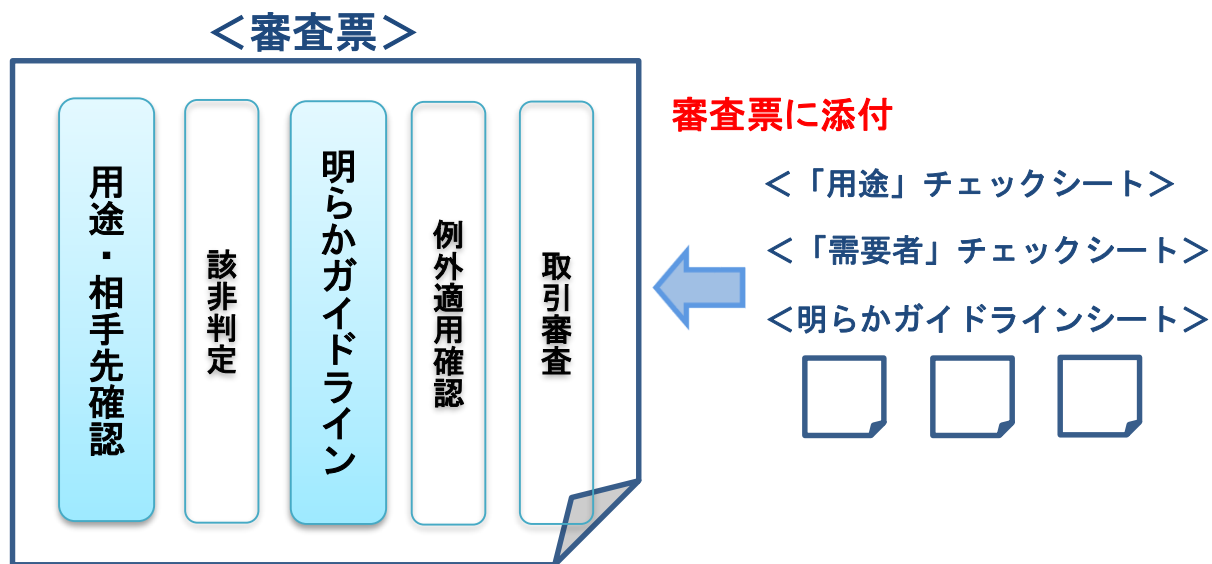 ＜審査票＞
用途・相手先確認
該非判定
明らかガイドライン
例外適用確認
取引審査
審査票に添付
＜「用途」チェックシート＞
＜「需要者」チェックシート＞
＜明らかガイドラインシート＞